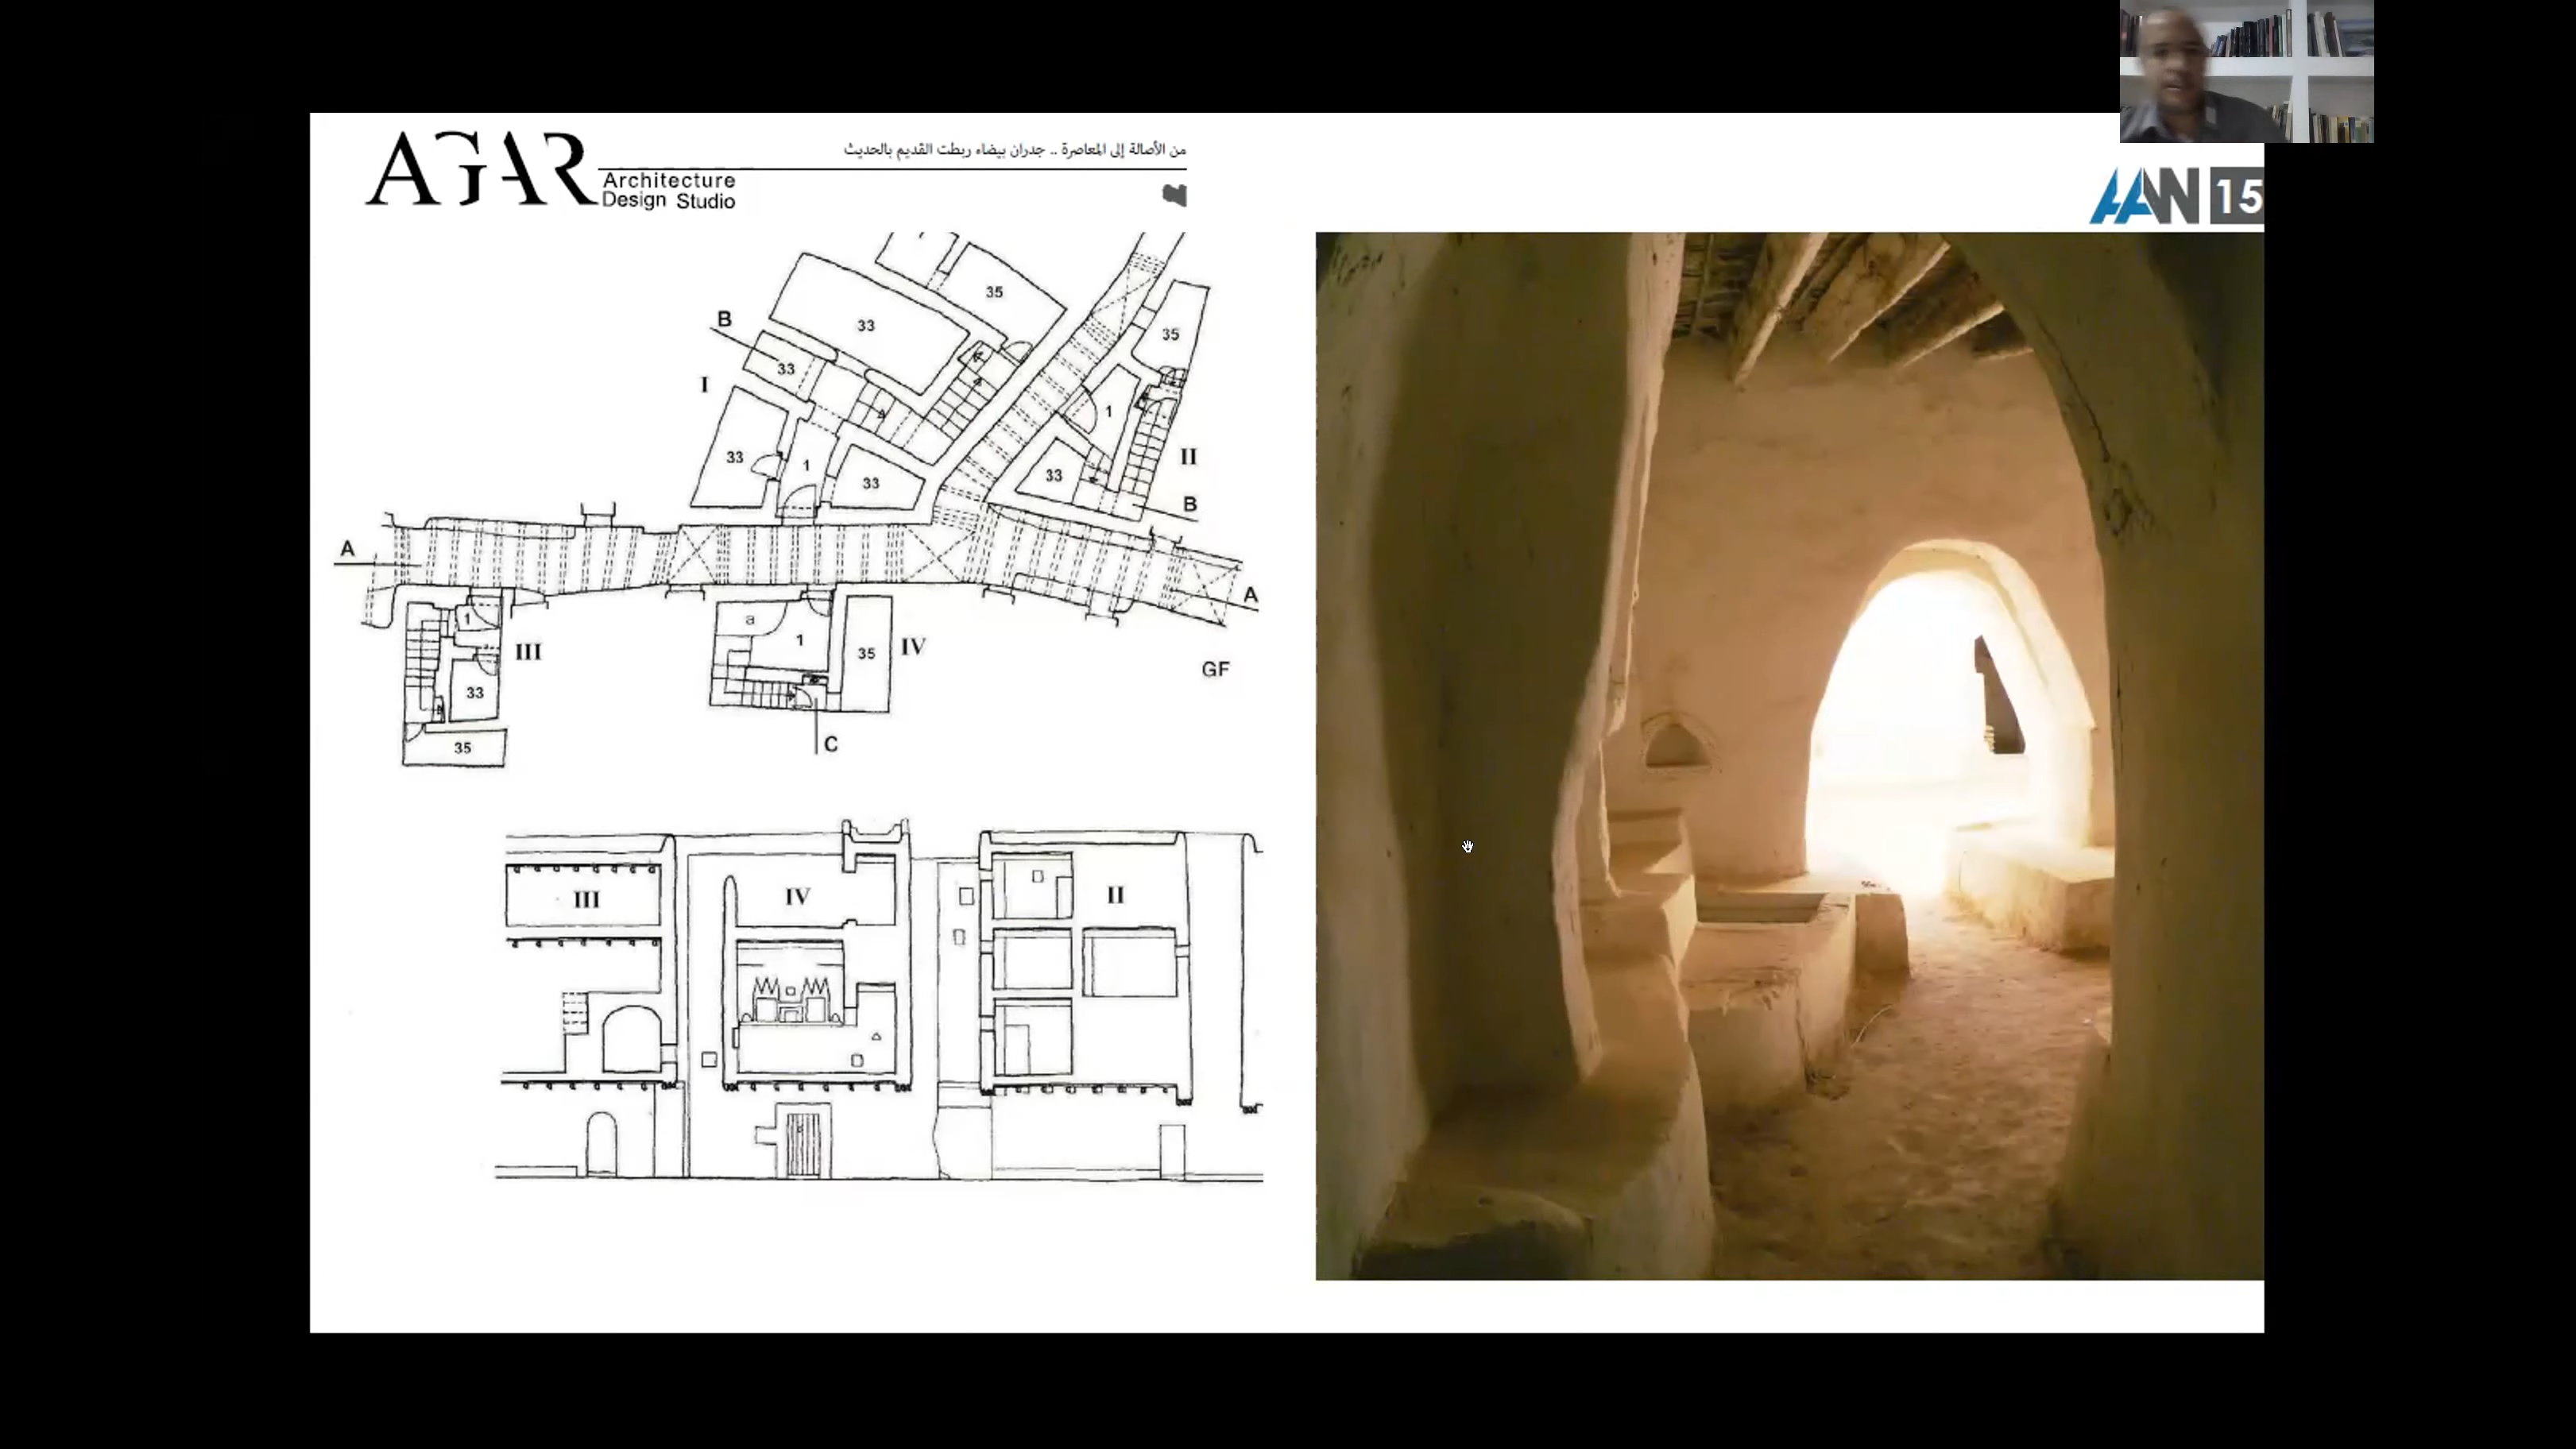 AGAR
Architecture
Design Studio
من الأصالة إلى المعاصرة .. جدران بيضاء ربطت القديم بالحديث
AAN 15
35
33
35
B
33
I
1
33
1
33
33
II
B
A
A
1
III
33
35
a
1
35
IV
GF
C
III
IV
II